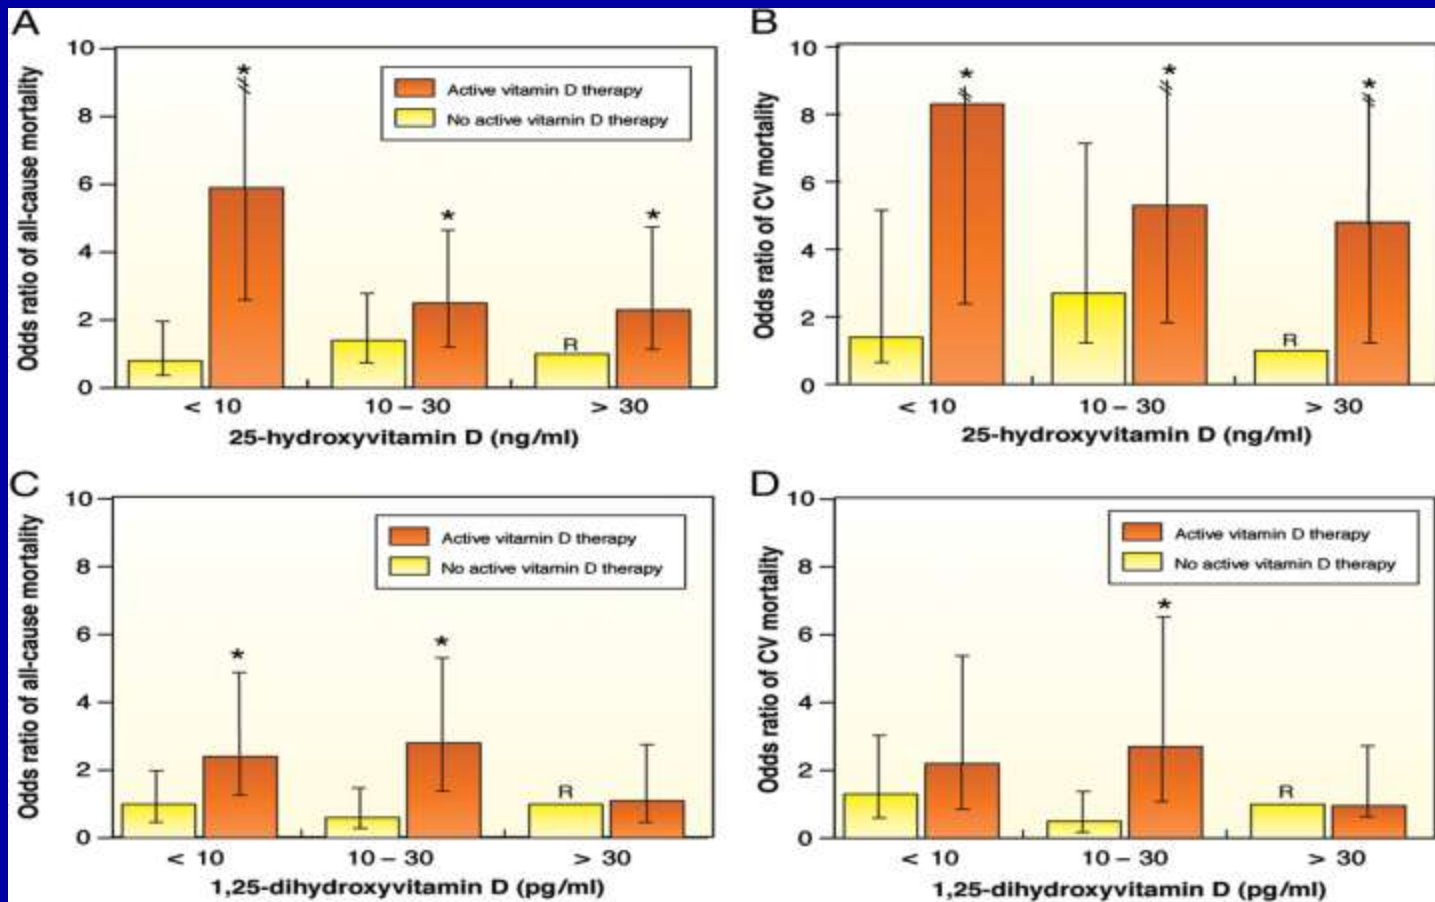 A
Odds ratio of all-cause mortality
10
8
6
4
2
0
*
*
*
R
Active vitamin D therapy
No active vitamin D therapy
< 10
10 – 30
> 30
25-hydroxyvitamin D (ng/ml)
B
Odds ratio of CV mortality
10
8
6
4
2
0
*
*
*
R
< 10
10 – 30
> 30
25-hydroxyvitamin D (ng/ml)
C
Odds ratio of all-cause mortality
10
8
6
4
2
0
Active vitamin D therapy
No active vitamin D therapy
*
*
R
< 10
10 – 30
> 30
1,25-dihydroxyvitamin D (pg/ml)
D
Odds ratio of CV mortality
10
8
6
4
2
0
Active vitamin D therapy
No active vitamin D therapy
*
R
< 10
10 – 30
> 30
1,25-dihydroxyvitamin D (pg/ml)